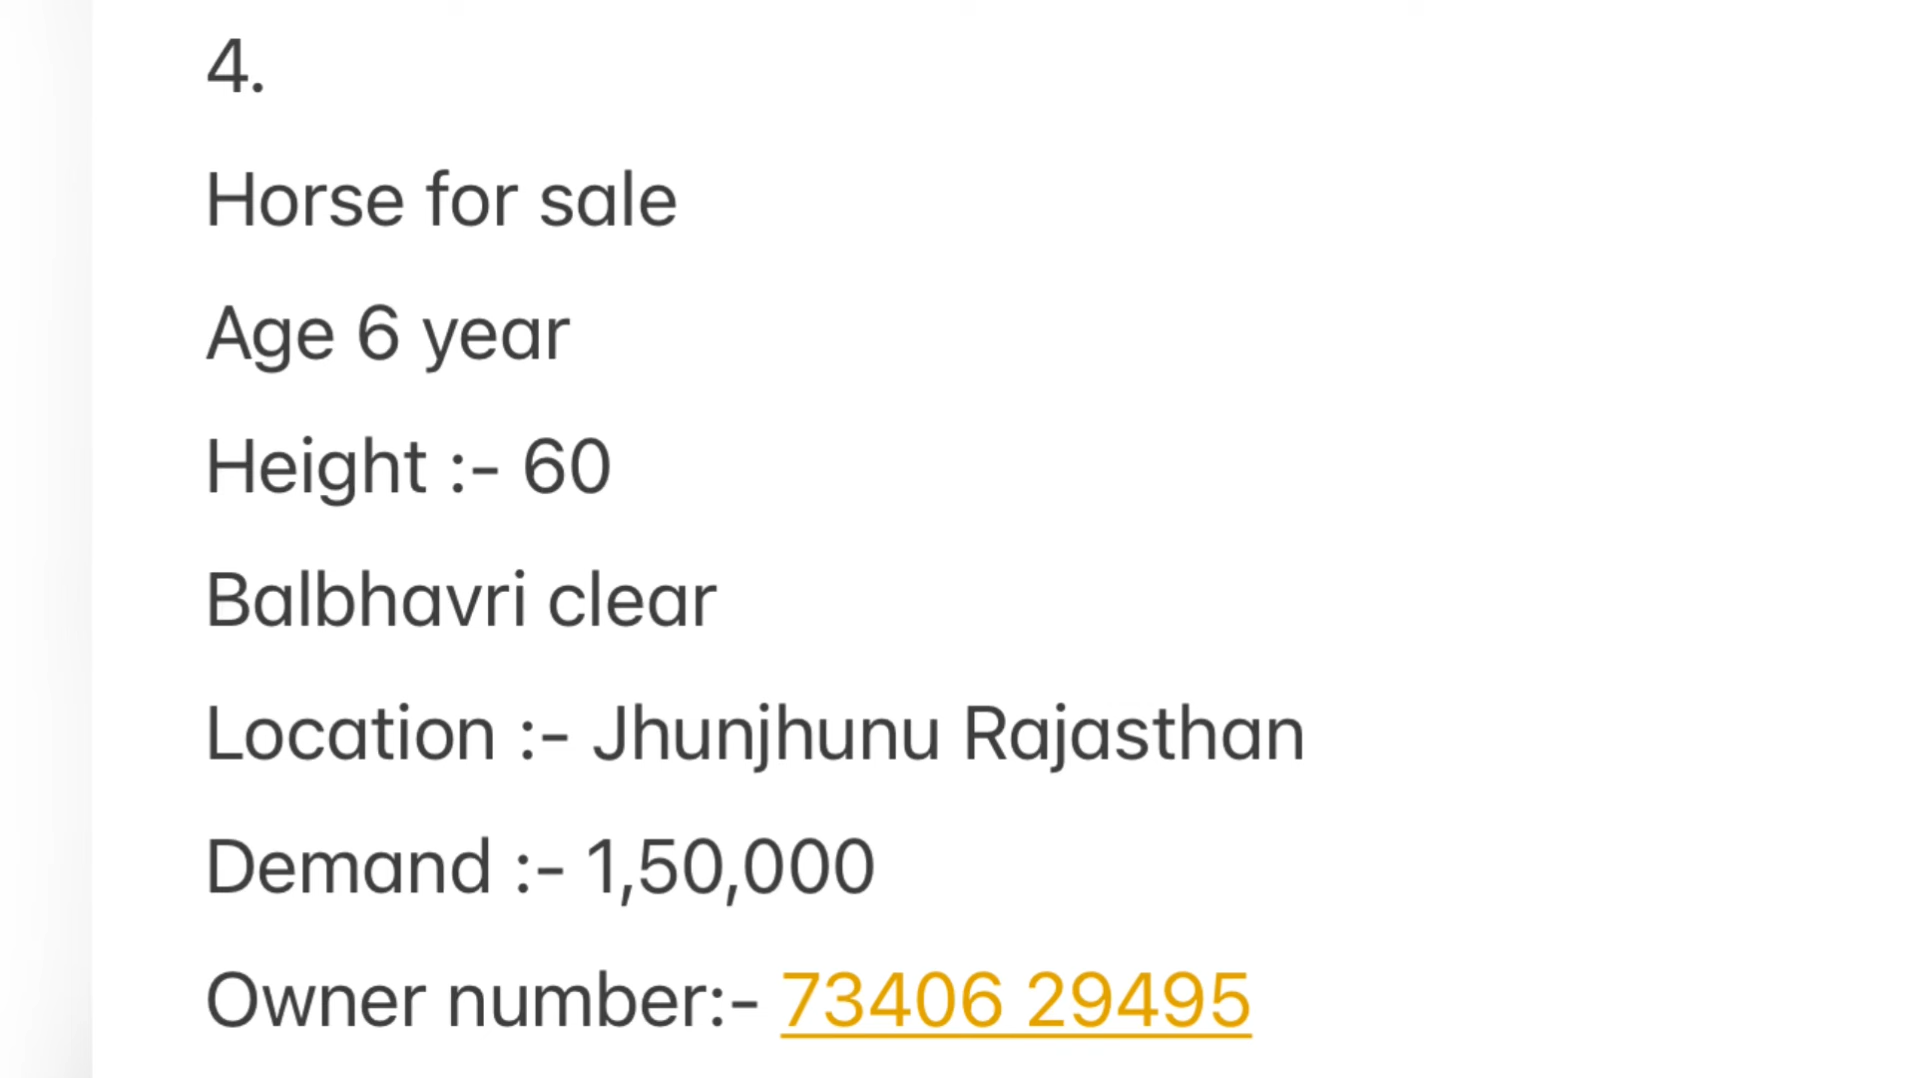 4.
Horse for sale
Age 6 year
Height :- 60
Balbhavri clear
Location :- Jhunjhunu Rajasthan
Demand :- 1,50,000
Owner number:- 73406 29495